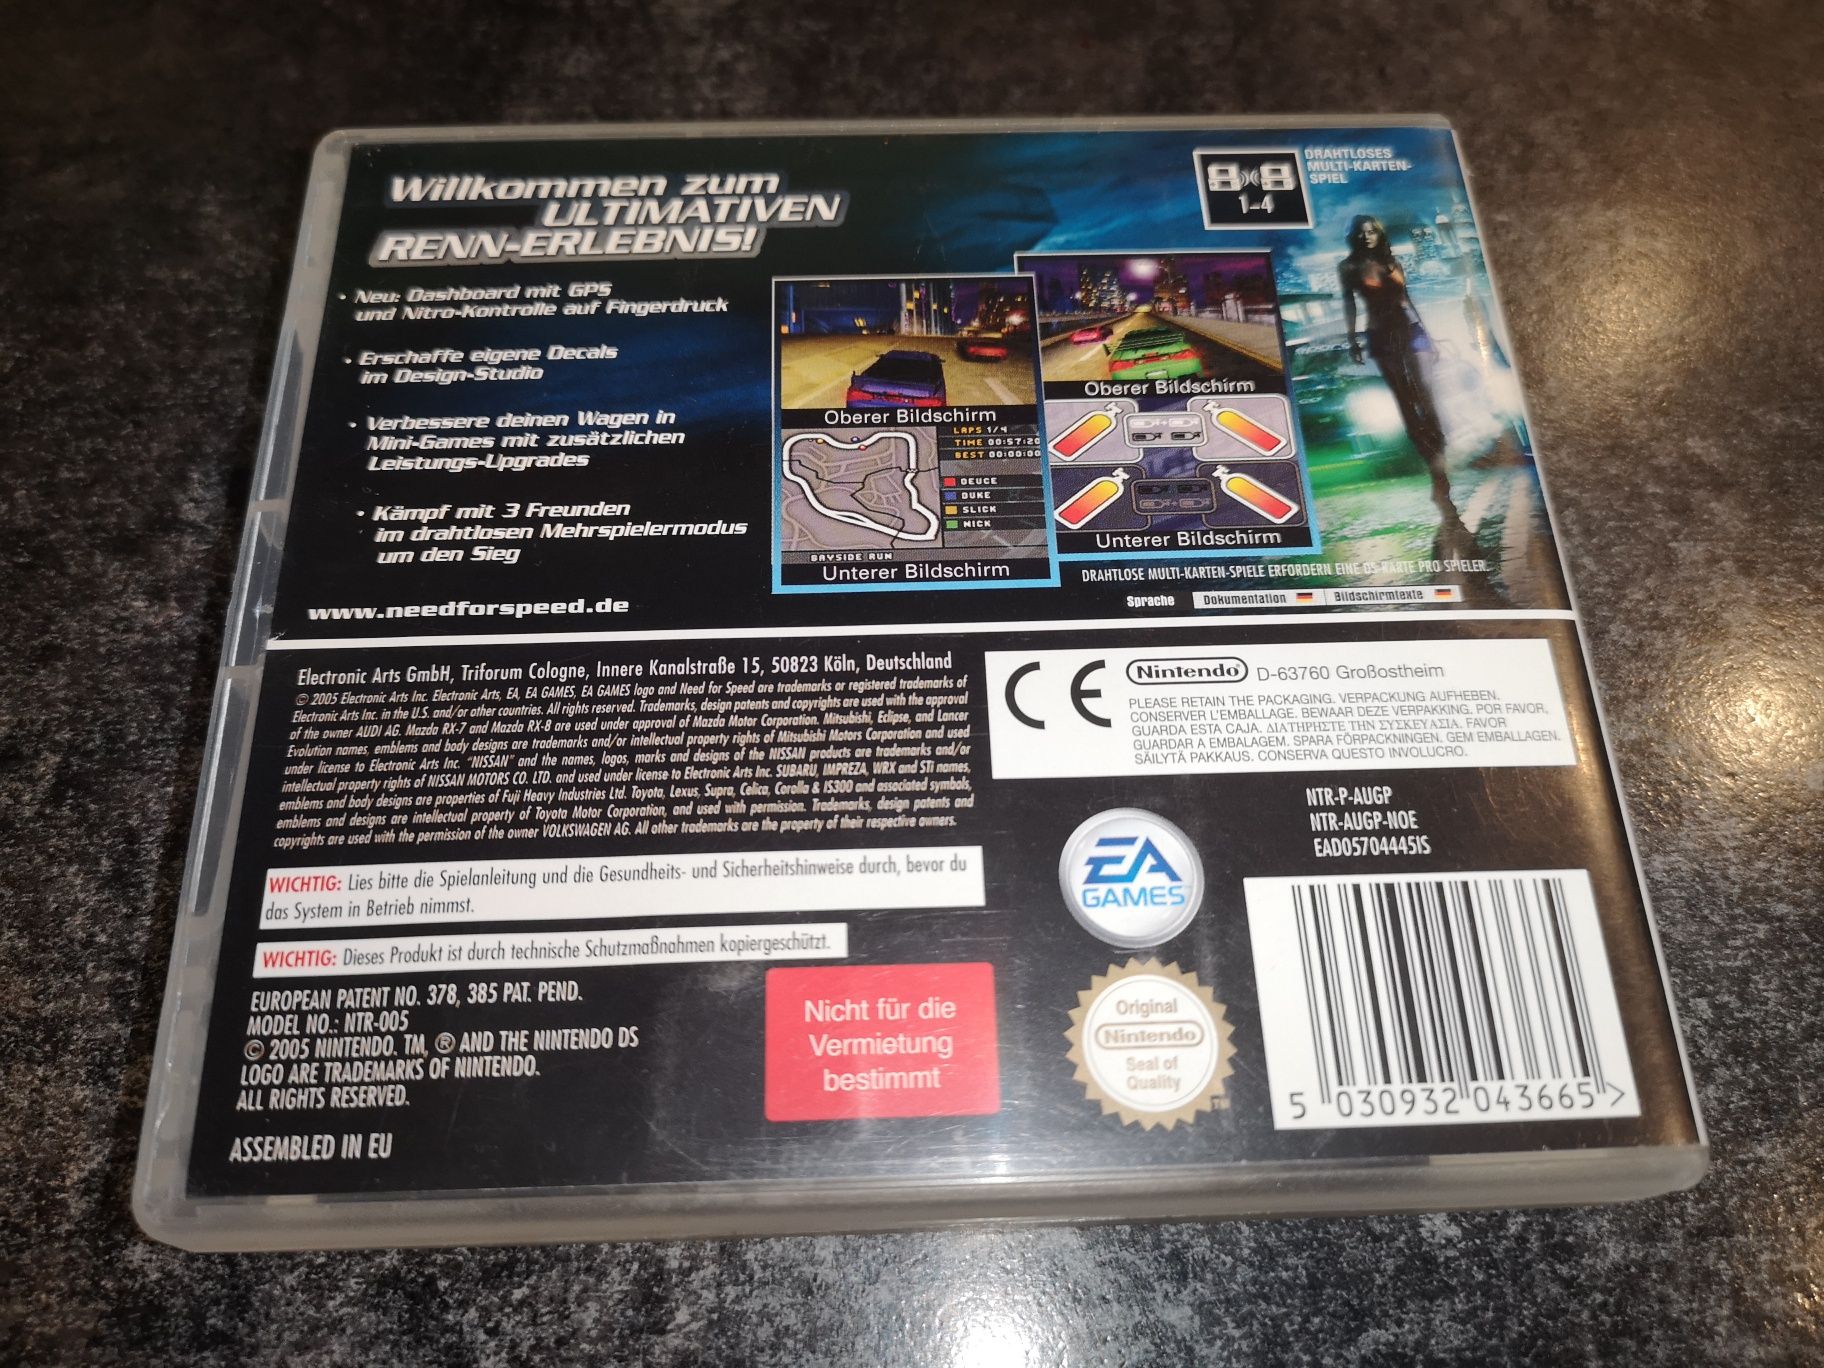 Willkommen zum
ULTIMATIVEN
RENN-ERLEBNIS!
• Neu: Dashboard mit GPS
und Nitro-Kontrolle auf Fingerdruck
• Erschaffe eigene Decals
im Design-Studio
• Verbessere deinen Wagen in
Mini-Games mit zusätzlichen
Leistungs-Upgrades
• Kämpf mit 3 Freunden
im drahtlosen Mehrspielermodus
um den Sieg
www.needforspeed.de
1-4
DRAHTLOSES
MULTI-KARTEN-
SPIEL
Oberer Bildschirm
LAPS 1/4
TIME 00:57:20
BEST 00:00:00
DEUCE
DUKE
SLICK
NICK
BAYSIDE RUN
Unterer Bildschirm
Oberer Bildschirm
Unterer Bildschirm
DRAHTLOSE MULTI-KARTEN-SPIELE ERFORDERN EINE DS-KARTE PRO SPIELER.
Sprache Dokumentation Bildschirmtexte
Electronic Arts GmbH, Triforum Cologne, Innere Kanalstraße 15, 50823 Köln, Deutschland
© 2005 Electronic Arts Inc. Electronic Arts, EA, EA GAMES, EA GAMES logo and Need for Speed are trademarks or registered trademarks of
Electronic Arts Inc. in the U.S. and/or other countries. All rights reserved. Trademarks, design patents and copyrights are used with the approval
of the owner AUDI AG. Mazda RX-7 and Mazda RX-8 are used under approval of Mazda Motor Corporation. Mitsubishi, Eclipse, and Lancer
Evolution names, emblems and body designs are trademarks and/or intellectual property rights of Mitsubishi Motors Corporation and used
under license to Electronic Arts Inc. "NISSAN" and the names, logos, marks and designs of the NISSAN products are trademarks and/or
intellectual property rights of NISSAN MOTORS CO. LTD. and used under license to Electronic Arts Inc. SUBARU, IMPREZA, WRX and STi names,
emblems and body designs are properties of Fuji Heavy Industries Ltd. Toyota, Lexus, Supra, Celica, Corolla & IS300 and associated symbols,
emblems and designs are intellectual property of Toyota Motor Corporation, and used with permission. Trademarks, design patents and
copyrights are used with the permission of the owner VOLKSWAGEN AG. All other trademarks are the property of their respective owners.
WICHTIG: Lies bitte die Spielanleitung und die Gesundheits- und Sicherheitshinweise durch, bevor du
das System in Betrieb nimmst.
WICHTIG: Dieses Produkt ist durch technische Schutzmaßnahmen kopiergeschützt.
EUROPEAN PATENT NO. 378, 385 PAT. PEND.
MODEL NO.: NTR-005
© 2005 NINTENDO. TM, ® AND THE NINTENDO DS
LOGO ARE TRADEMARKS OF NINTENDO.
ALL RIGHTS RESERVED.
ASSEMBLED IN EU
Nicht für die
Vermietung
bestimmt
CE
Nintendo D-63760 Großostheim
PLEASE RETAIN THE PACKAGING. VERPACKUNG AUFHEBEN.
CONSERVER L'EMBALLAGE. BEWAAR DEZE VERPAKKING. POR FAVOR,
GUARDA ESTA CAJA. ΔΙΑΤΗΡΗΣΤΕ ΤΗΝ ΣΥΣΚΕΥΑΣΙΑ. FAVOR
GUARDAR A EMBALAGEM. SPARA FÖRPACKNINGEN. GEM EMBALLAGEN.
SÄILYTÄ PAKKAUS. CONSERVA QUESTO INVOLUCRO.
NTR-P-AUGP
NTR-AUGP-NOE
EAD05704445IS
EA
GAMES
Original
Nintendo
Seal of
Quality
TM
5 030932 043665 >